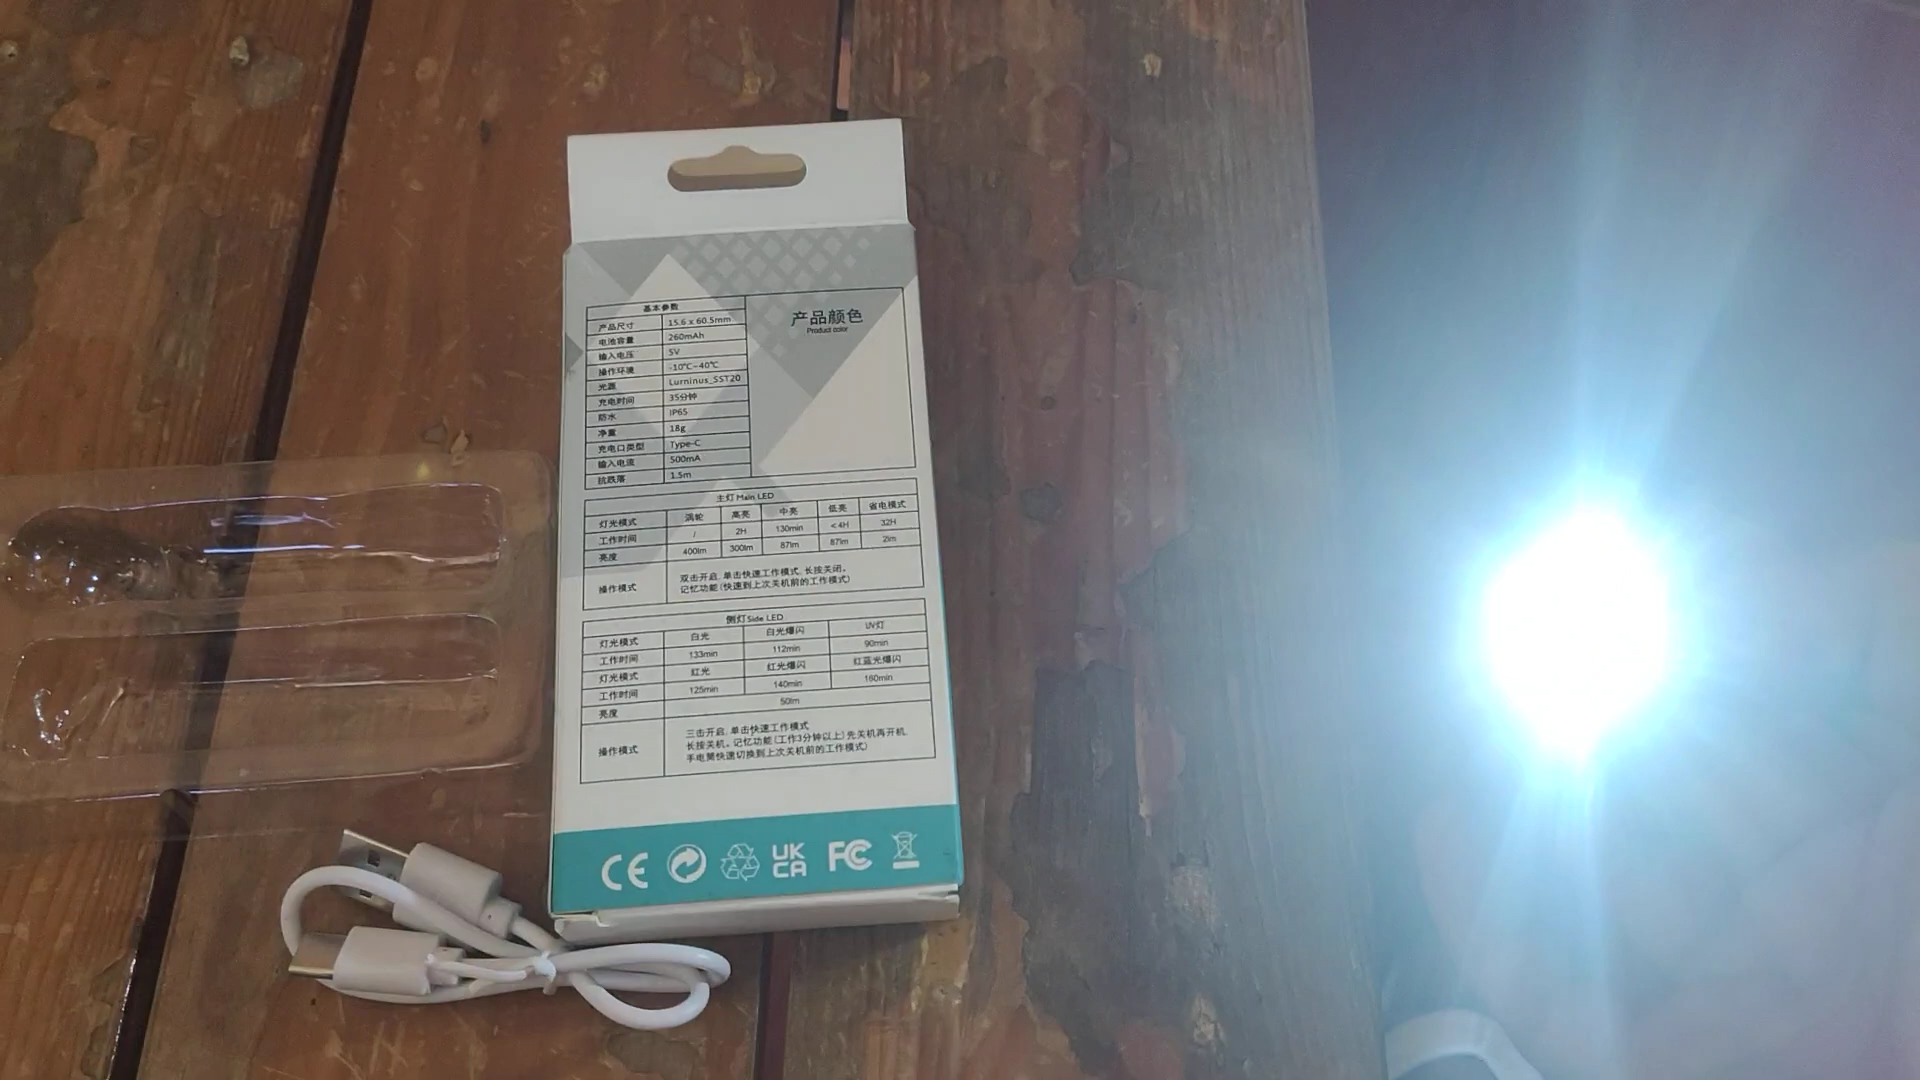 基本参数
产品尺寸 15.6 x 60.5mm
电池容量 260mAh
输入电压 5V
操作环境 -10℃~40℃
光源 Lurninus_SST20
充电时间 35分钟
防水 IP65
净重 18g
充电口类型 Type-C
输入电流 500mA
抗跌落 1.5m
产品颜色
Product color
主灯 Main LED
灯光模式 涡轮 高亮 中亮 低亮 省电模式
工作时间 / 2H 130min <4H 32H
亮度 400lm 300lm 87lm 87lm 2lm
操作模式
双击开启, 单击快速工作模式, 长按关闭。
记忆功能(快速到上次关机前的工作模式)
侧灯 Side LED
灯光模式 白光 白光爆闪 UV灯
工作时间 133min 112min 90min
灯光模式 红光 红光爆闪 红蓝光爆闪
工作时间 125min 140min 160min
亮度 50lm
操作模式
三击开启, 单击快速工作模式
长按关机。记忆功能(工作3分钟以上)先关机再开机,
手电筒快速切换到上次关机前的工作模式)
CE UK CA FC